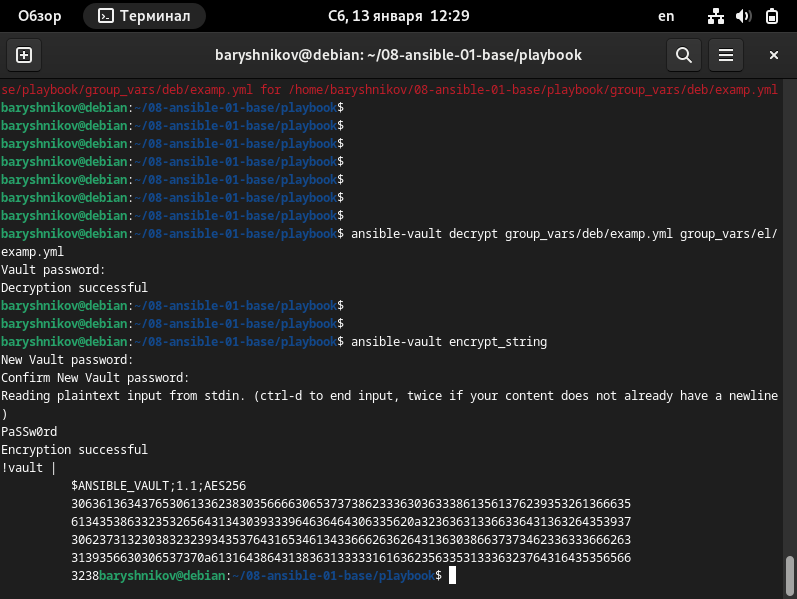 Обзор
Терминал
Сб, 13 января 12:29
en
baryshnikov@debian: ~/08-ansible-01-base/playbook
se/playbook/group_vars/deb/examp.yml for /home/baryshnikov/08-ansible-01-base/playbook/group_vars/deb/examp.yml
baryshnikov@debian:~/08-ansible-01-base/playbook$
baryshnikov@debian:~/08-ansible-01-base/playbook$
baryshnikov@debian:~/08-ansible-01-base/playbook$
baryshnikov@debian:~/08-ansible-01-base/playbook$
baryshnikov@debian:~/08-ansible-01-base/playbook$
baryshnikov@debian:~/08-ansible-01-base/playbook$
baryshnikov@debian:~/08-ansible-01-base/playbook$
baryshnikov@debian:~/08-ansible-01-base/playbook$ ansible-vault decrypt group_vars/deb/examp.yml group_vars/el/
examp.yml
Vault password:
Decryption successful
baryshnikov@debian:~/08-ansible-01-base/playbook$
baryshnikov@debian:~/08-ansible-01-base/playbook$
baryshnikov@debian:~/08-ansible-01-base/playbook$ ansible-vault encrypt_string
New Vault password:
Confirm New Vault password:
Reading plaintext input from stdin. (ctrl-d to end input, twice if your content does not already have a newline
)
PaSSw0rd
Encryption successful
!vault |
$ANSIBLE_VAULT;1.1;AES256
30636136343765306133623830356666306537373862333630363338613561376239353261366635
6134353863323532656431343039333964636464306335620a323636313366336431363264353937
30623731323038323239343537643165346134336662636264313630386637373462336333666263
3139356630306537370a613164386431383631333331616362356335313336323764316435356566
3238baryshnikov@debian:~/08-ansible-01-base/playbook$